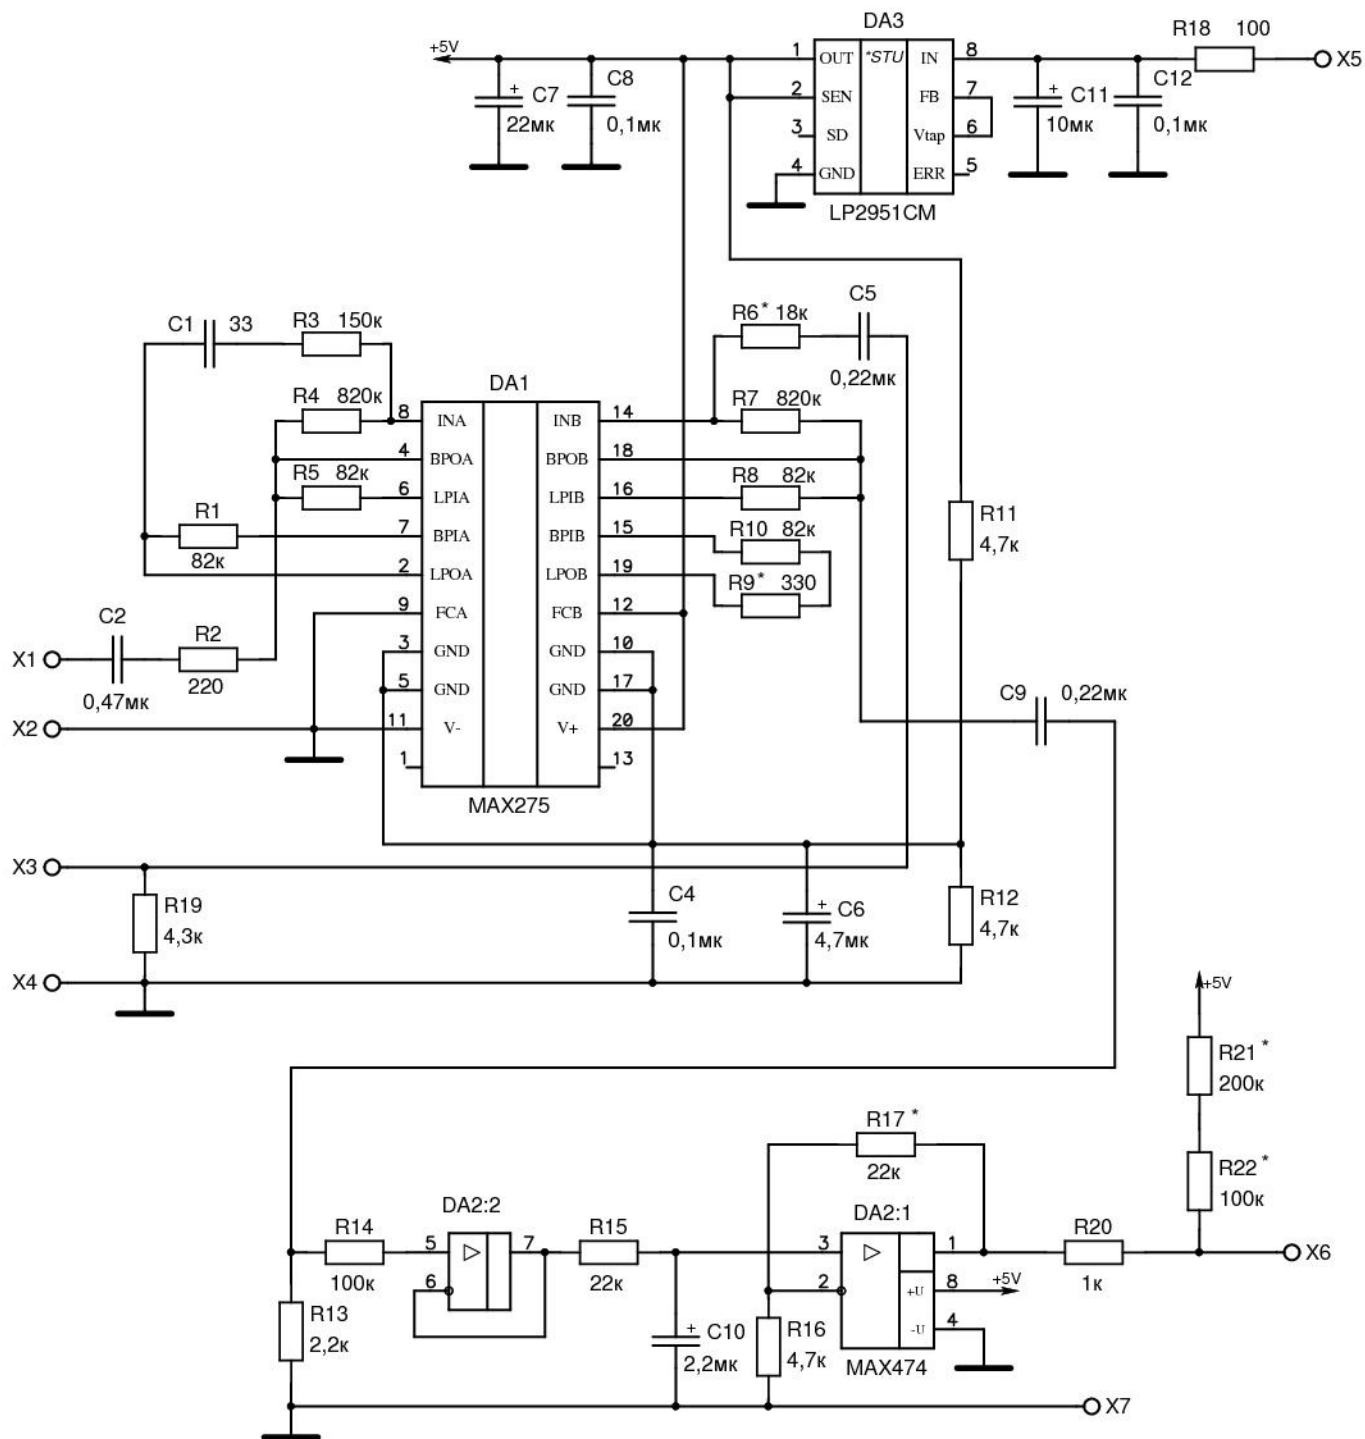 DA3
R18 100
+5V
1 OUT *STU IN 8
X5
C8
C12
+ C7
2 SEN FB 7
+ C11
22мк
0,1мк
3 SD Vtap 6
10мк
0,1мк
4 GND ERR 5
LP2951CM
C5
C1 33
R3 150к
R6* 18к
0,22мк
DA1
R4 820к
R7 820к
8 INA INB 14
4 BPOA BPOB 18
R5 82к
R8 82к
6 LPIA LPIB 16
R1
R11
7 BPIA BPIB 15
R10 82к
4,7к
82к
2 LPOA LPOB 19
R9* 330
9 FCA FCB 12
C2
R2
3 GND GND 10
X1
220
0,47мк
5 GND GND 17
C9 0,22мк
X2
11 V- V+ 20
1 13
MAX275
X3
R19
C4
+ C6
R12
4,3к
0,1мк
4,7мк
4,7к
X4
+5V
R21*
200к
R17*
22к
R22*
100к
DA2:2
DA2:1
R14
R15
R20
5 7
3 1
X6
100к
22к
1к
6
2
+U 8 +5V
R13
2,2к
+ C10
2,2мк
R16
4,7к
-U 4
MAX474
X7